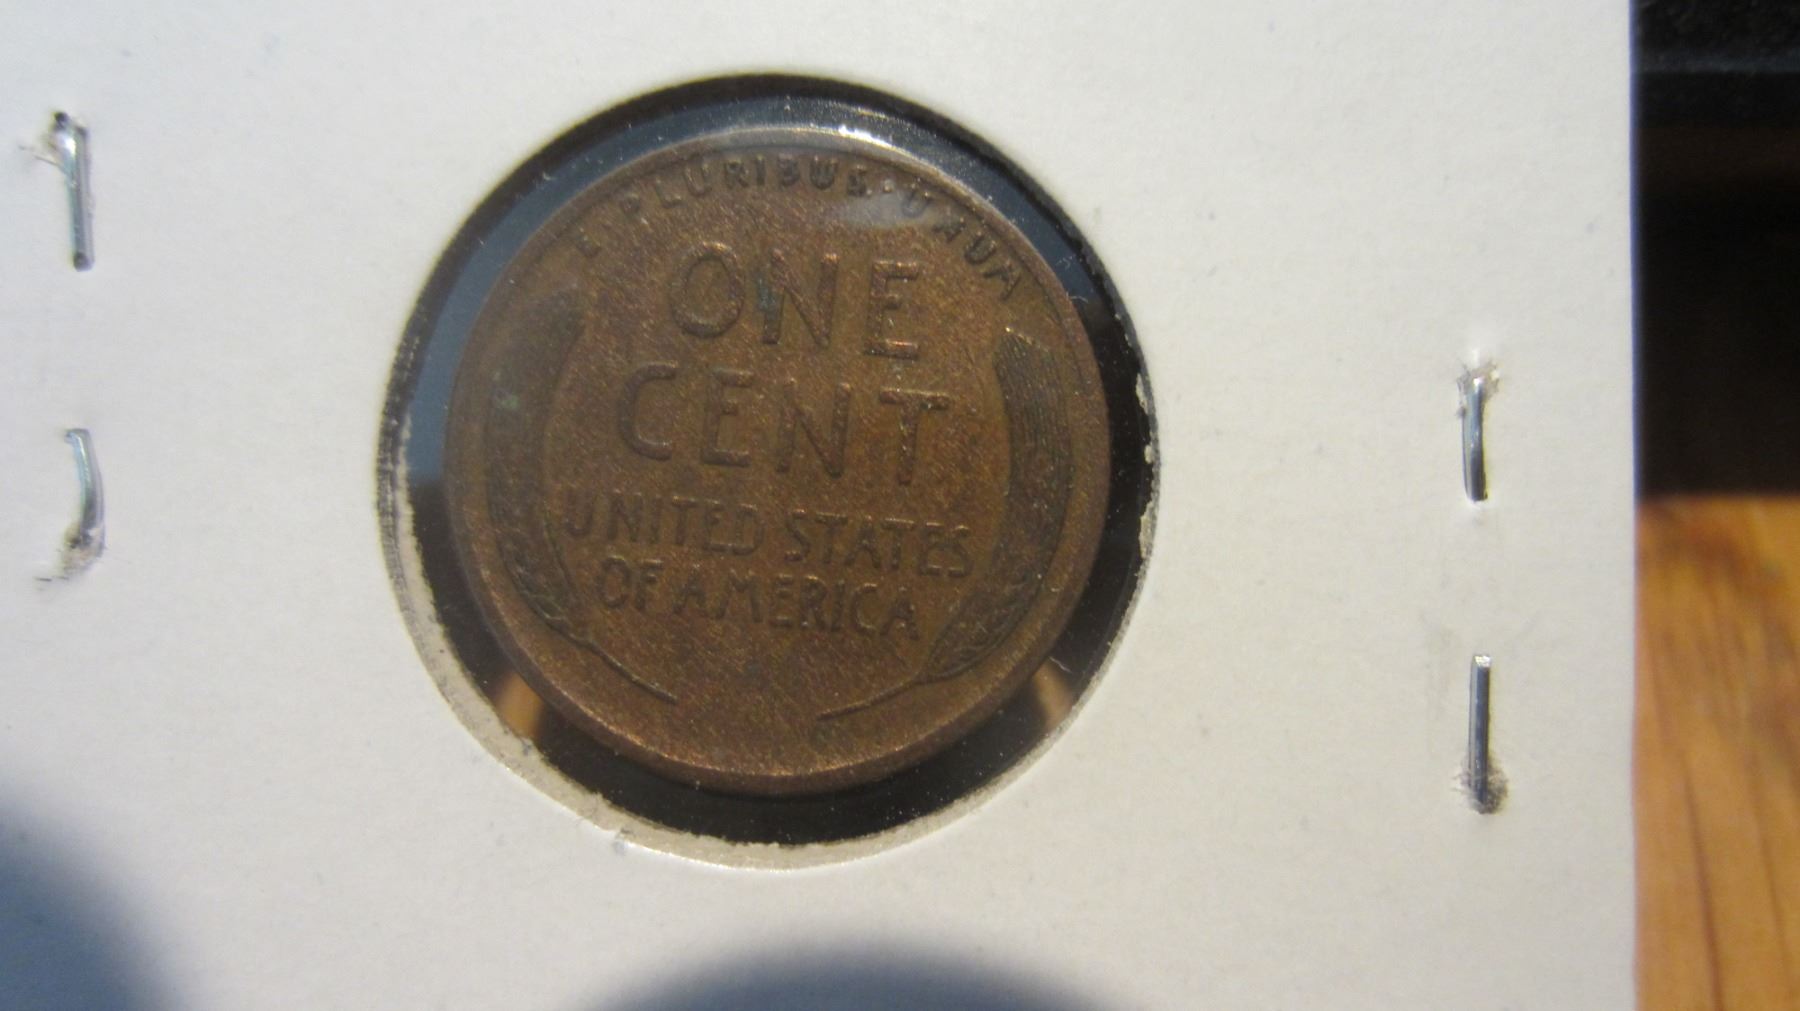 E · PLURIBUS · UNUM
ONE
CENT
UNITED STATES
OF AMERICA